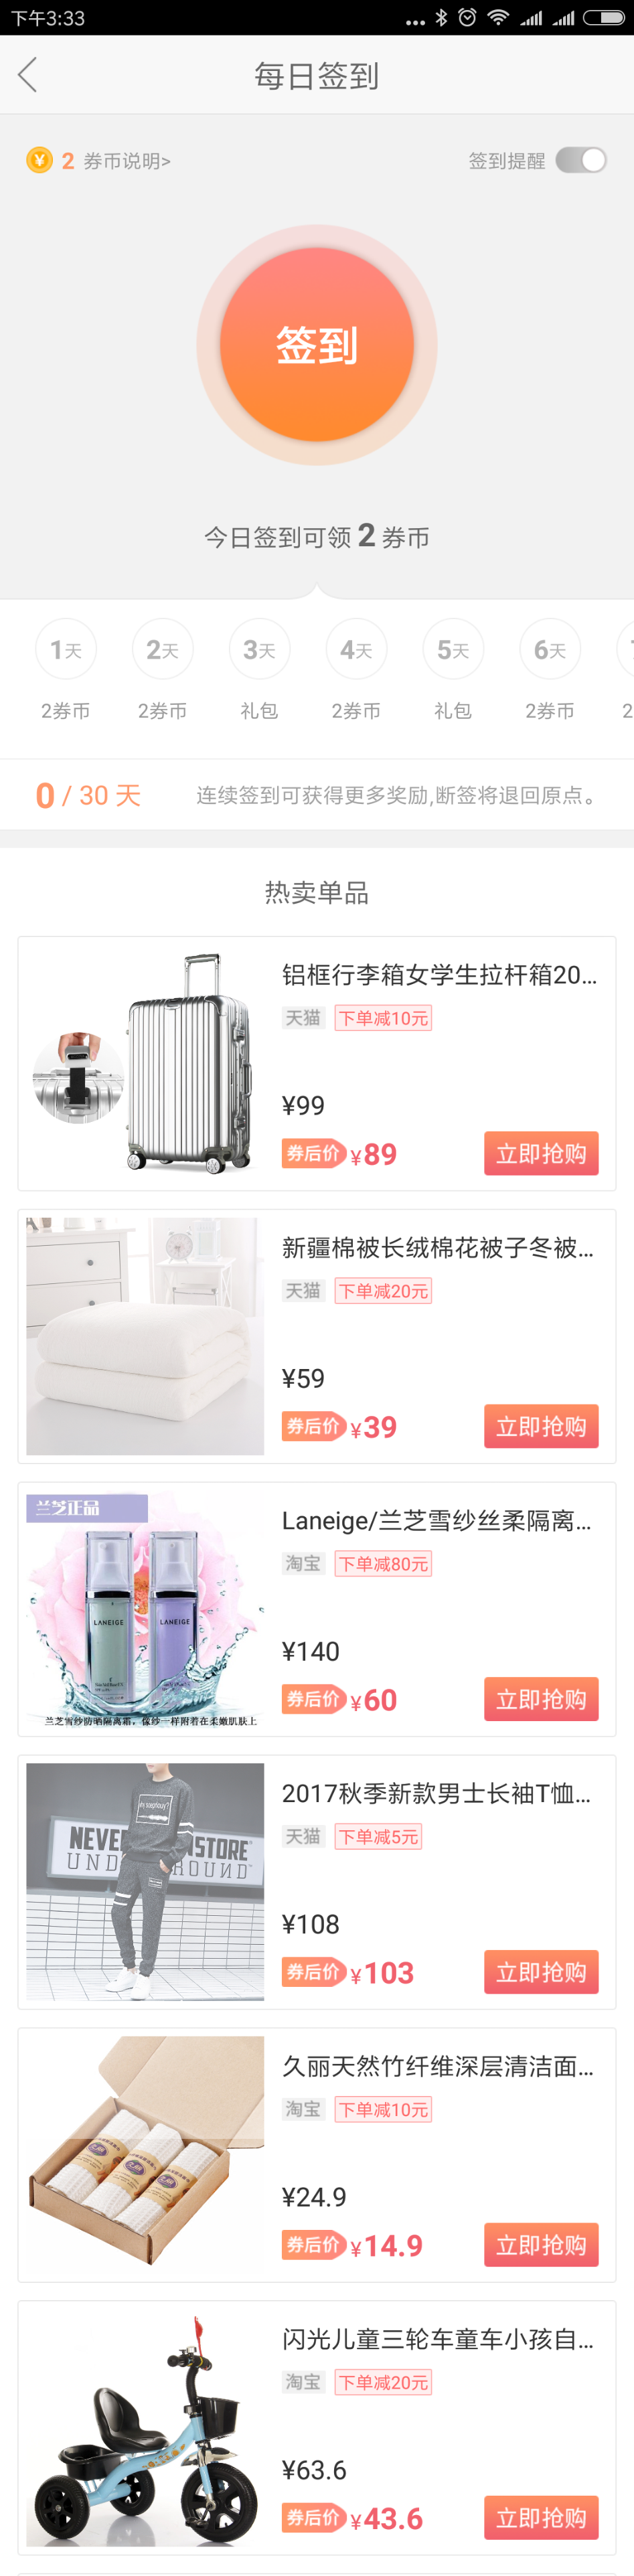 下午3:33
每日签到
2 券币说明>
签到提醒
签到
今日签到可领 2 券币
1天 2天 3天 4天 5天 6天
2券币 2券币 礼包 2券币 礼包 2券币 2
0 / 30 天 连续签到可获得更多奖励,断签将退回原点。
热卖单品
铝框行李箱女学生拉杆箱20...
天猫 下单减10元
¥99
券后价 ¥89 立即抢购
新疆棉被长绒棉花被子冬被...
天猫 下单减20元
¥59
券后价 ¥39 立即抢购
兰芝正品
LANEIGE LANEIGE
兰芝雪纱防晒隔离霜,像纱一样附着在柔嫩肌肤上
Laneige/兰芝雪纱丝柔隔离...
淘宝 下单减80元
¥140
券后价 ¥60 立即抢购
2017秋季新款男士长袖T恤...
天猫 下单减5元
¥108
券后价 ¥103 立即抢购
久丽天然竹纤维深层清洁面...
淘宝 下单减10元
¥24.9
券后价 ¥14.9 立即抢购
闪光儿童三轮车童车小孩自...
淘宝 下单减20元
¥63.6
券后价 ¥43.6 立即抢购